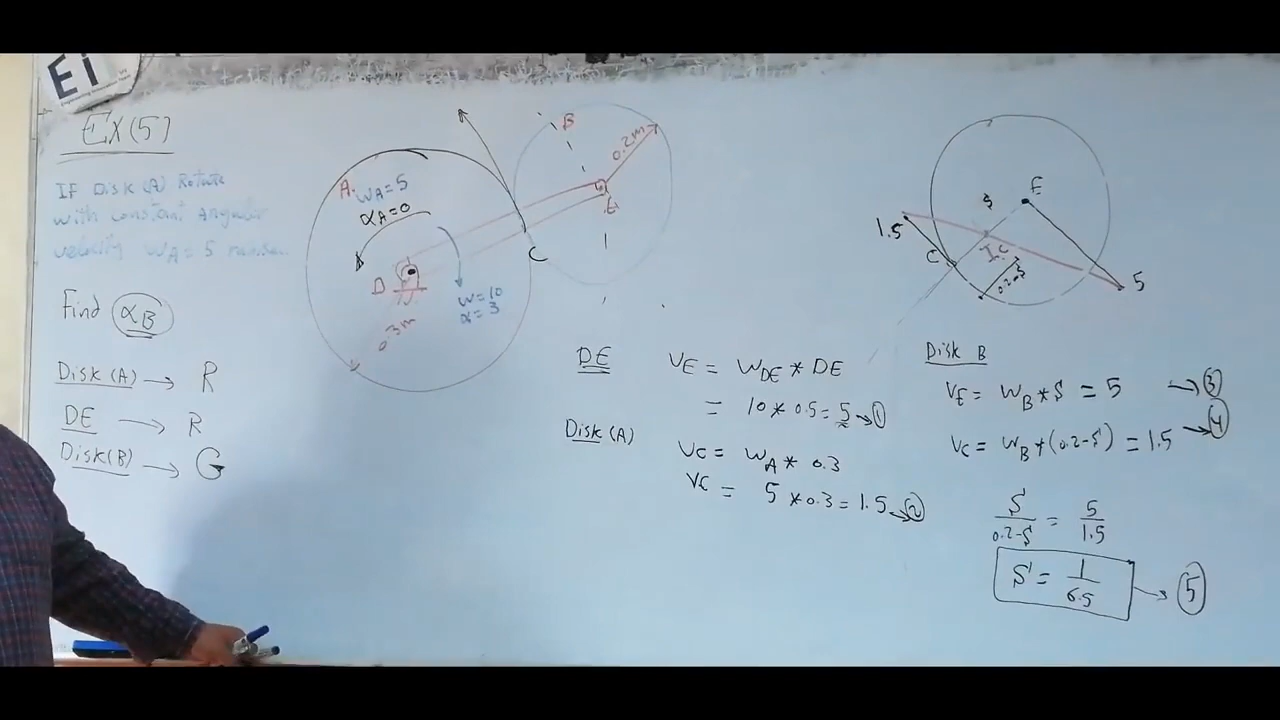 Ei
Ex(5)
If Disk (A) Rotate
with constant angular
velocity WA = 5
Find αB
Disk (A) → R
DE → R
Disk(B) → G
A.
WA = 5
αA = 0
D
0.3m
W = 10
α = 3
B
0.2m
E
C
DE
VE = WDE * DE
= 10 * 0.5 = 5 → ①
Disk (A)
VC = WA * 0.3
VC = 5 * 0.3 = 1.5 → ②
E
S
1.5
C
I.C
0.2-S
5
Disk B
VE = WB * S = 5 → ③
VC = WB * (0.2-S) = 1.5 → ④
S / 0.2-S = 5 / 1.5
S = 1 / 6.5 → ⑤